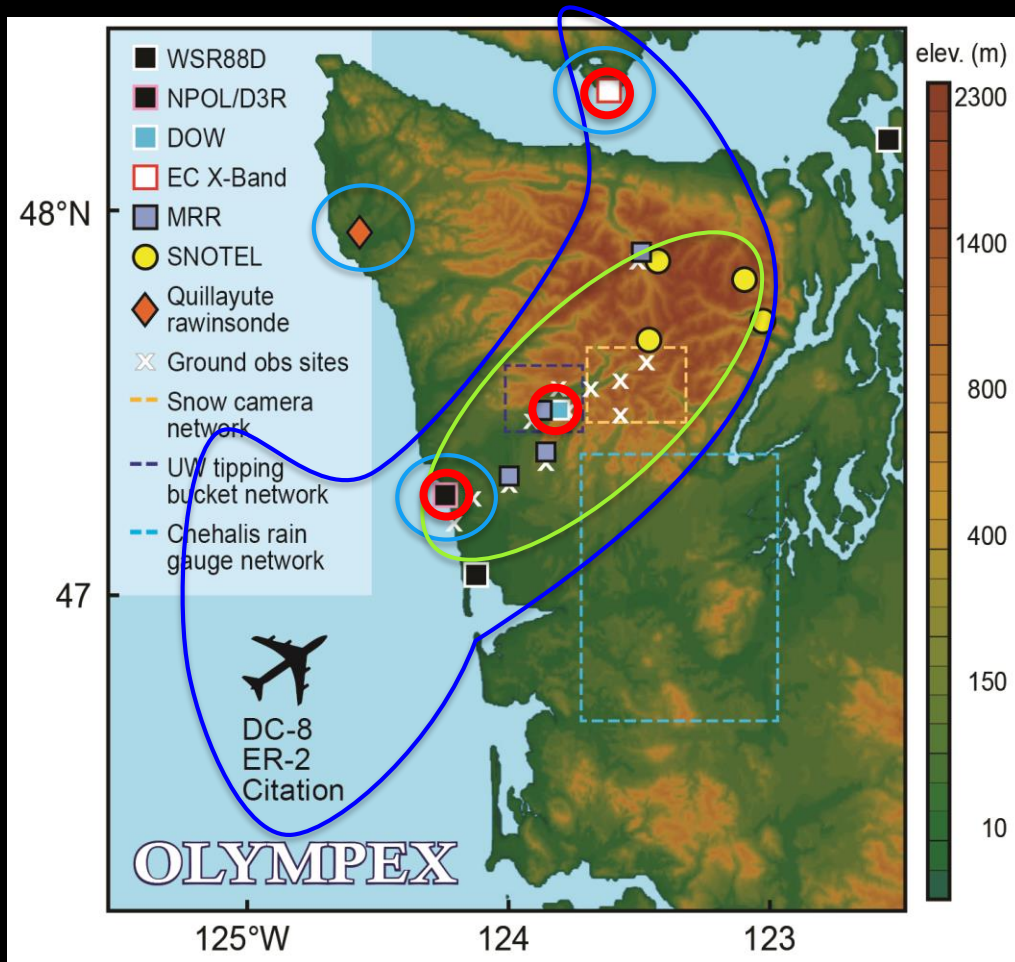 WSR88D
NPOL/D3R
DOW
EC X-Band
MRR
SNOTEL
Quillayute
rawinsonde
x Ground obs sites
Snow camera
network
UW tipping
bucket network
Chehalis rain
gauge network
DC-8
ER-2
Citation
OLYMPEX
48°N
47
125°W
124
123
elev. (m)
2300
1400
800
400
150
10